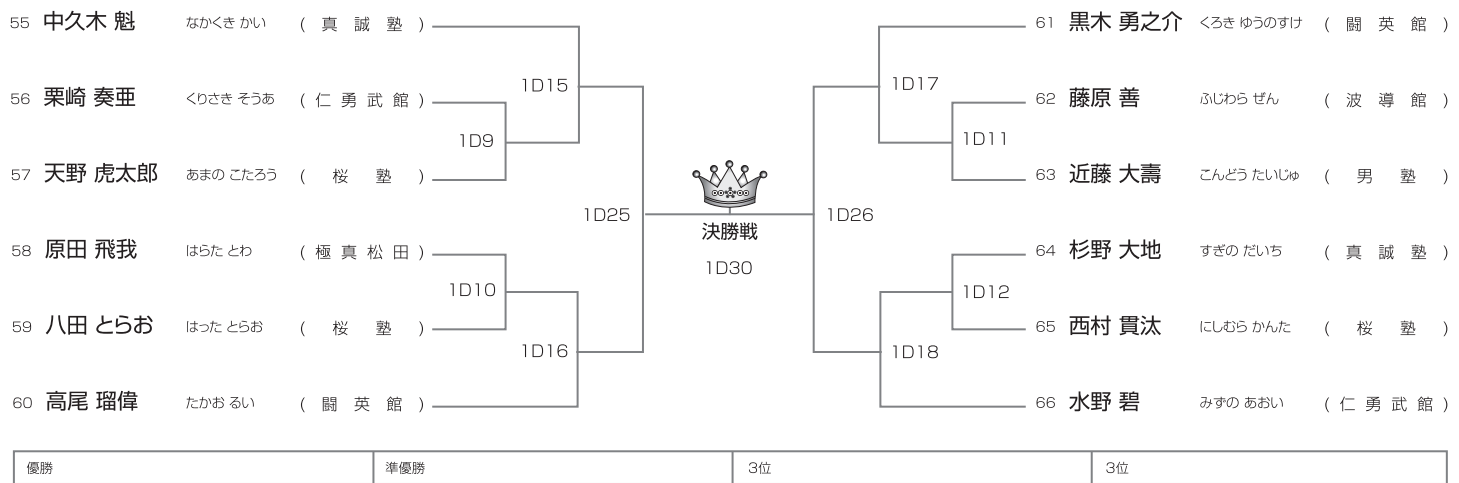 55 中久木 魁 なかくき かい (真誠塾)
56 栗崎 奏亜 くりさき そうあ (仁勇武館)
57 天野 虎太郎 あまの こたろう (桜塾)
58 原田 飛我 はらた とわ (極真松田)
59 八田 とらお はった とらお (桜塾)
60 高尾 瑠偉 たかお るい (闘英館)
1D15
1D9
1D25
1D10
1D16
決勝戦
1D30
1D17
1D11
1D26
1D12
1D18
61 黒木 勇之介 くろき ゆうのすけ (闘英館)
62 藤原 善 ふじわら ぜん (波導館)
63 近藤 大壽 こんどう たいじゅ (男塾)
64 杉野 大地 すぎの だいち (真誠塾)
65 西村 貫汰 にしむら かんた (桜塾)
66 水野 碧 みずの あおい (仁勇武館)
優勝 準優勝 3位 3位